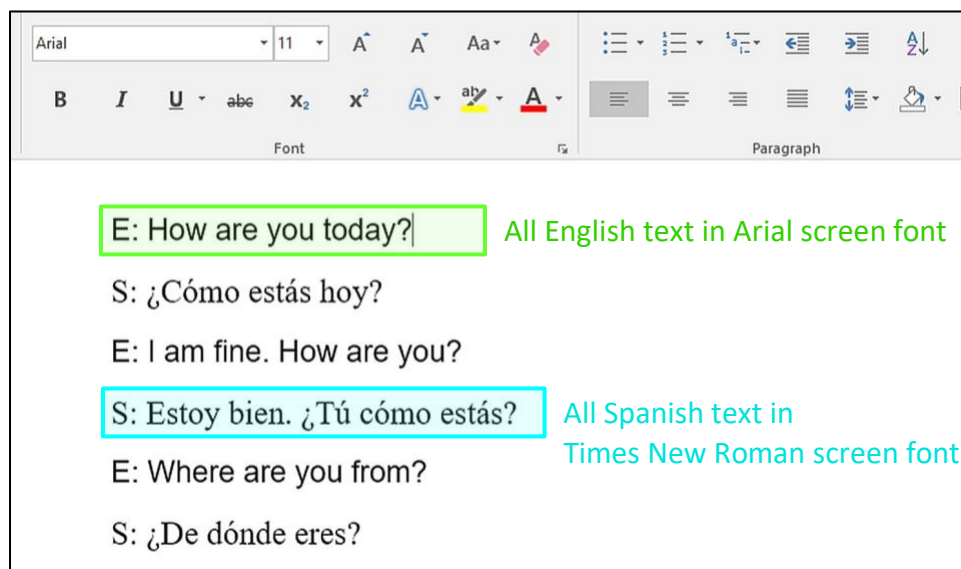 Arial 11 A A Aa A
B I U abc X₂ x² A aby A
Font Paragraph
E: How are you today? All English text in Arial screen font
S: ¿Cómo estás hoy?
E: I am fine. How are you?
S: Estoy bien. ¿Tú cómo estás? All Spanish text in
Times New Roman screen font
E: Where are you from?
S: ¿De dónde eres?